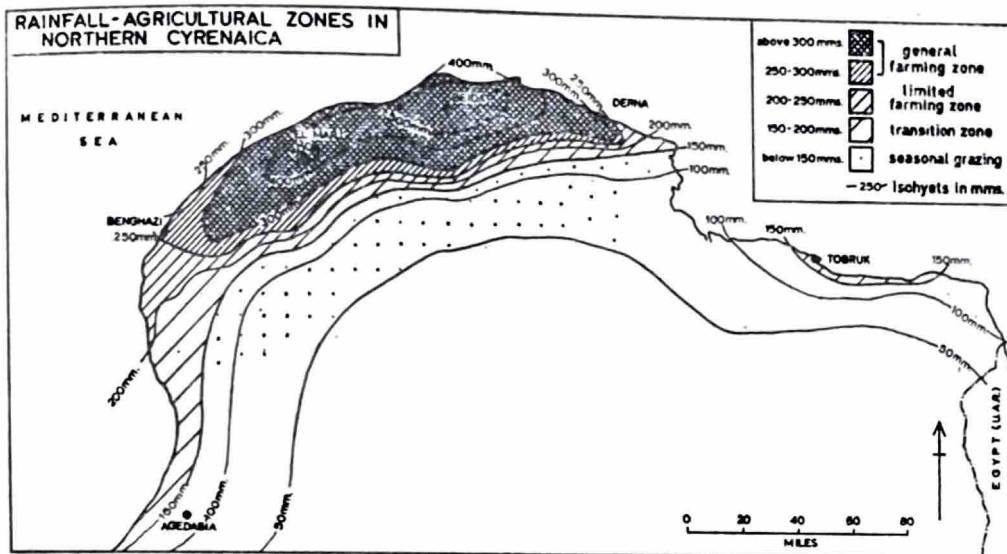 RAINFALL-AGRICULTURAL ZONES IN
NORTHERN CYRENAICA
above 300 mms.
250-300mms.
general
farming zone
200-250mms.
limited
farming zone
150-200mms.
transition zone
below 150mms.
seasonal grazing
-250- Isohyets in mms.
MEDITERRANEAN
SEA
400mm.
300mm.
250mm.
DERNA
200mm.
150mm.
100mm.
300mm.
250mm.
BENGHAZI
250mm.
300mm.
100mm.
150mm.
TOBRUK
150mm.
100mm.
50mm.
200mm.
150mm.
100mm.
50mm.
AGEDABIA
EGYPT (U.A.R.)
0 20 40 60 80
MILES